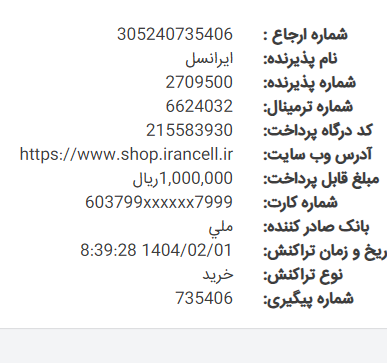 شماره ارجاع : 305240735406
نام پذیرنده: ایرانسل
شماره پذیرنده: 2709500
شماره ترمینال: 6624032
کد درگاه پرداخت: 215583930
آدرس وب سایت: https://www.shop.irancell.ir
مبلغ قابل پرداخت: 1,000,000ریال
شماره کارت: 603799xxxxxx7999
بانک صادر کننده: ملي
ریخ و زمان تراکنش: 1404/02/01 8:39:28
نوع تراکنش: خرید
شماره پیگیری: 735406